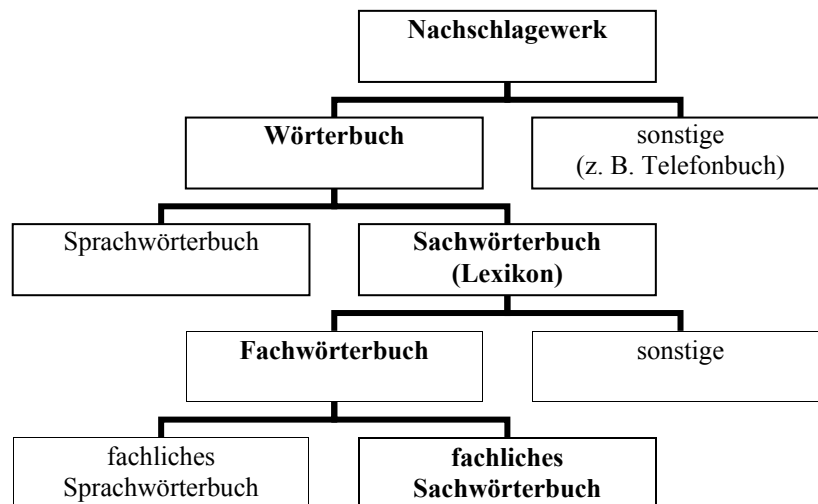 Nachschlagewerk
Wörterbuch
sonstige
(z. B. Telefonbuch)
Sprachwörterbuch
Sachwörterbuch
(Lexikon)
Fachwörterbuch
sonstige
fachliches
Sprachwörterbuch
fachliches
Sachwörterbuch